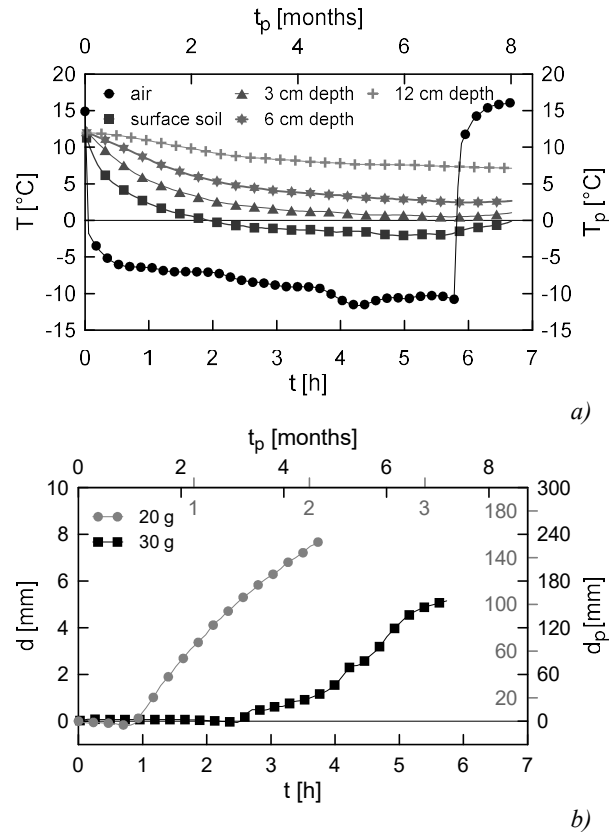 t_p [months]
0 2 4 6 8
20 20
15 15
10 10
5 5
0 0
-5 -5
-10 -10
-15 -15
air 3 cm depth 12 cm depth
surface soil 6 cm depth
T [°C]
T_p [°C]
0 1 2 3 4 5 6 7
t [h]
a)
t_p [months]
0 2 4 6 8
1 2 3
10 300
8 240
6 180
4 120
2 60
0 0
180
140
100
60
20
20 g
30 g
d [mm]
d_p [mm]
0 1 2 3 4 5 6 7
t [h]
b)